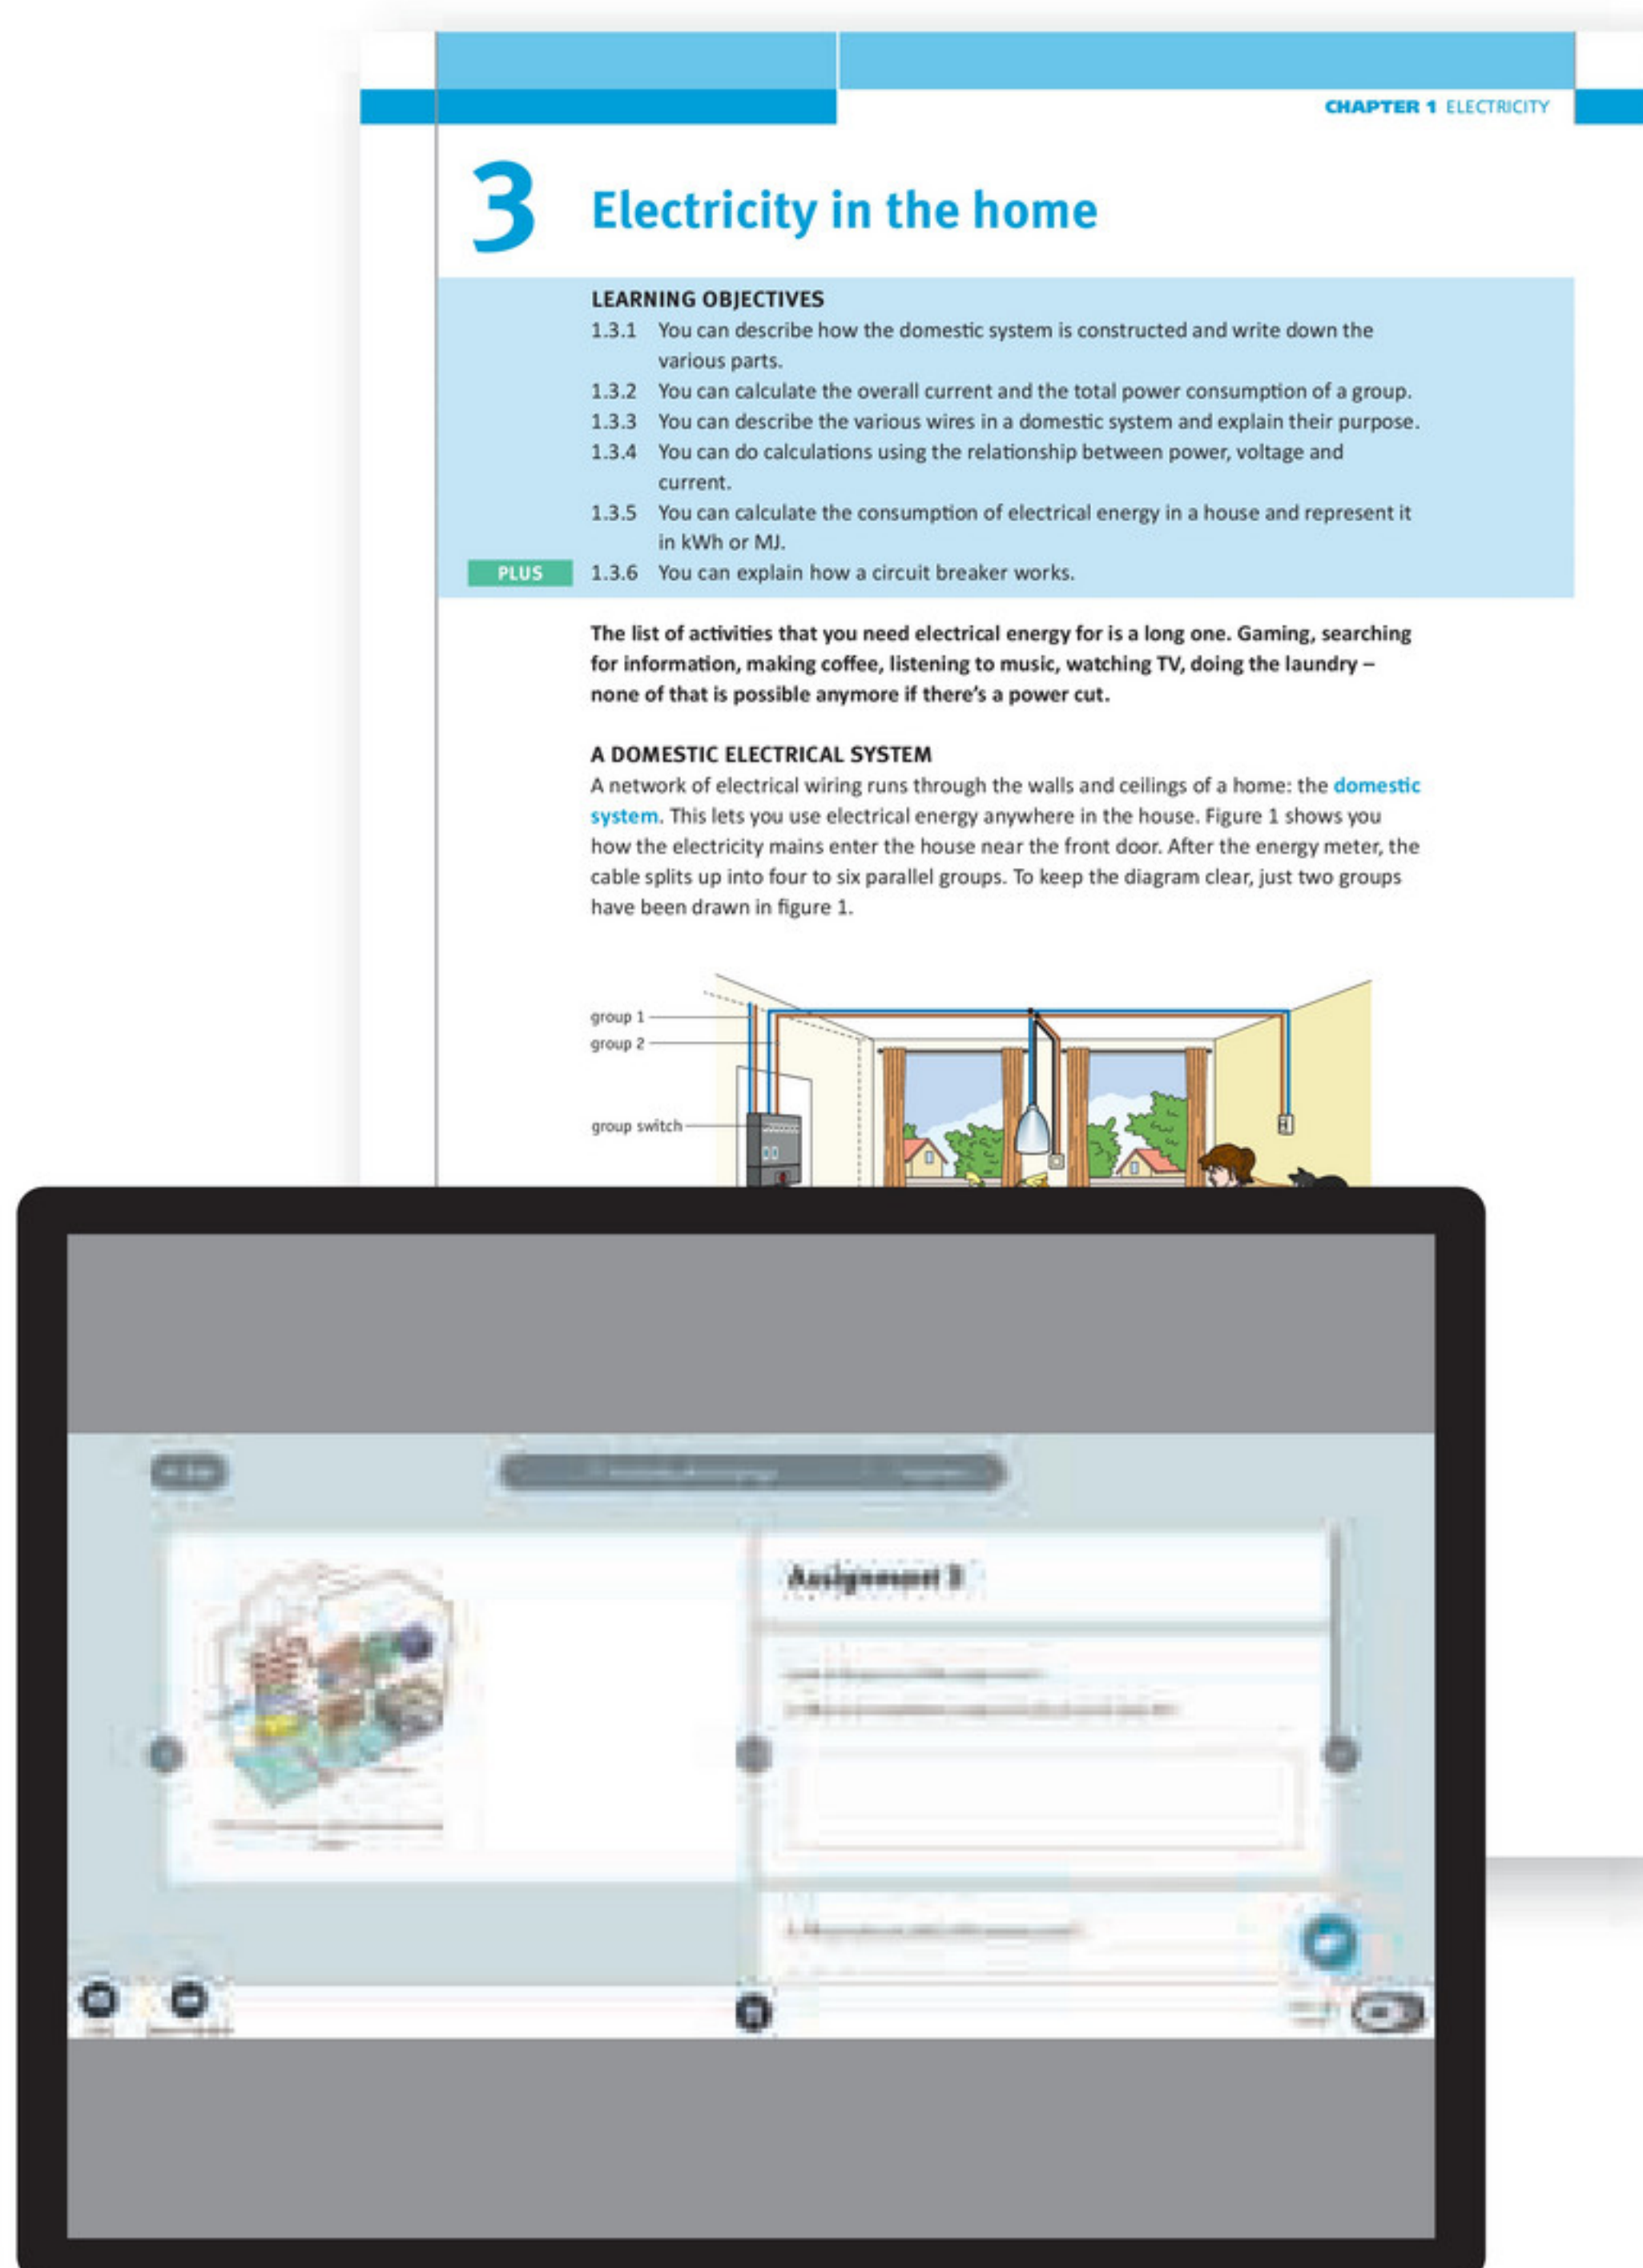 CHAPTER 1 ELECTRICITY
3 Electricity in the home
LEARNING OBJECTIVES
1.3.1 You can describe how the domestic system is constructed and write down the
various parts.
1.3.2 You can calculate the overall current and the total power consumption of a group.
1.3.3 You can describe the various wires in a domestic system and explain their purpose.
1.3.4 You can do calculations using the relationship between power, voltage and
current.
1.3.5 You can calculate the consumption of electrical energy in a house and represent it
in kWh or MJ.
PLUS 1.3.6 You can explain how a circuit breaker works.
The list of activities that you need electrical energy for is a long one. Gaming, searching
for information, making coffee, listening to music, watching TV, doing the laundry –
none of that is possible anymore if there's a power cut.
A DOMESTIC ELECTRICAL SYSTEM
A network of electrical wiring runs through the walls and ceilings of a home: the domestic
system. This lets you use electrical energy anywhere in the house. Figure 1 shows you
how the electricity mains enter the house near the front door. After the energy meter, the
cable splits up into four to six parallel groups. To keep the diagram clear, just two groups
have been drawn in figure 1.
group 1
group 2
group switch
Assignment